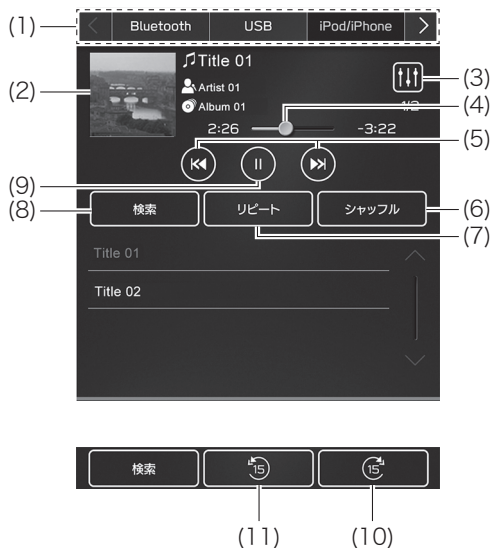 (1) Bluetooth USB iPod/iPhone
Title 01
(2) Artist 01 (3)
Album 01 1/2 (4)
2:26 -3:22
(5)
(9)
(8) 検索 リピート シャッフル (6)
(7)
Title 01
Title 02
検索 15 15
(11) (10)